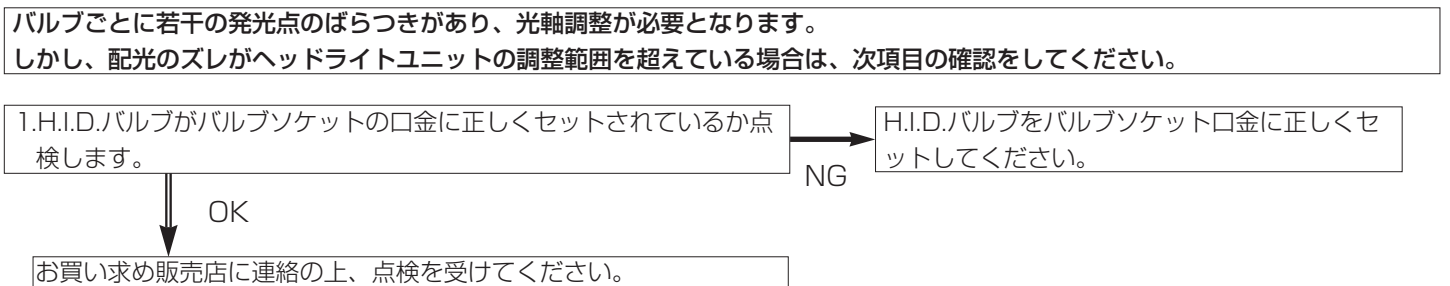 バルブごとに若干の発光点のばらつきがあり、光軸調整が必要となります。
しかし、配光のズレがヘッドライトユニットの調整範囲を超えている場合は、次項目の確認をしてください。
1.H.I.D.バルブがバルブソケットの口金に正しくセットされているか点
検します。
H.I.D.バルブをバルブソケット口金に正しくセ
ットしてください。
NG
OK
お買い求め販売店に連絡の上、点検を受けてください。